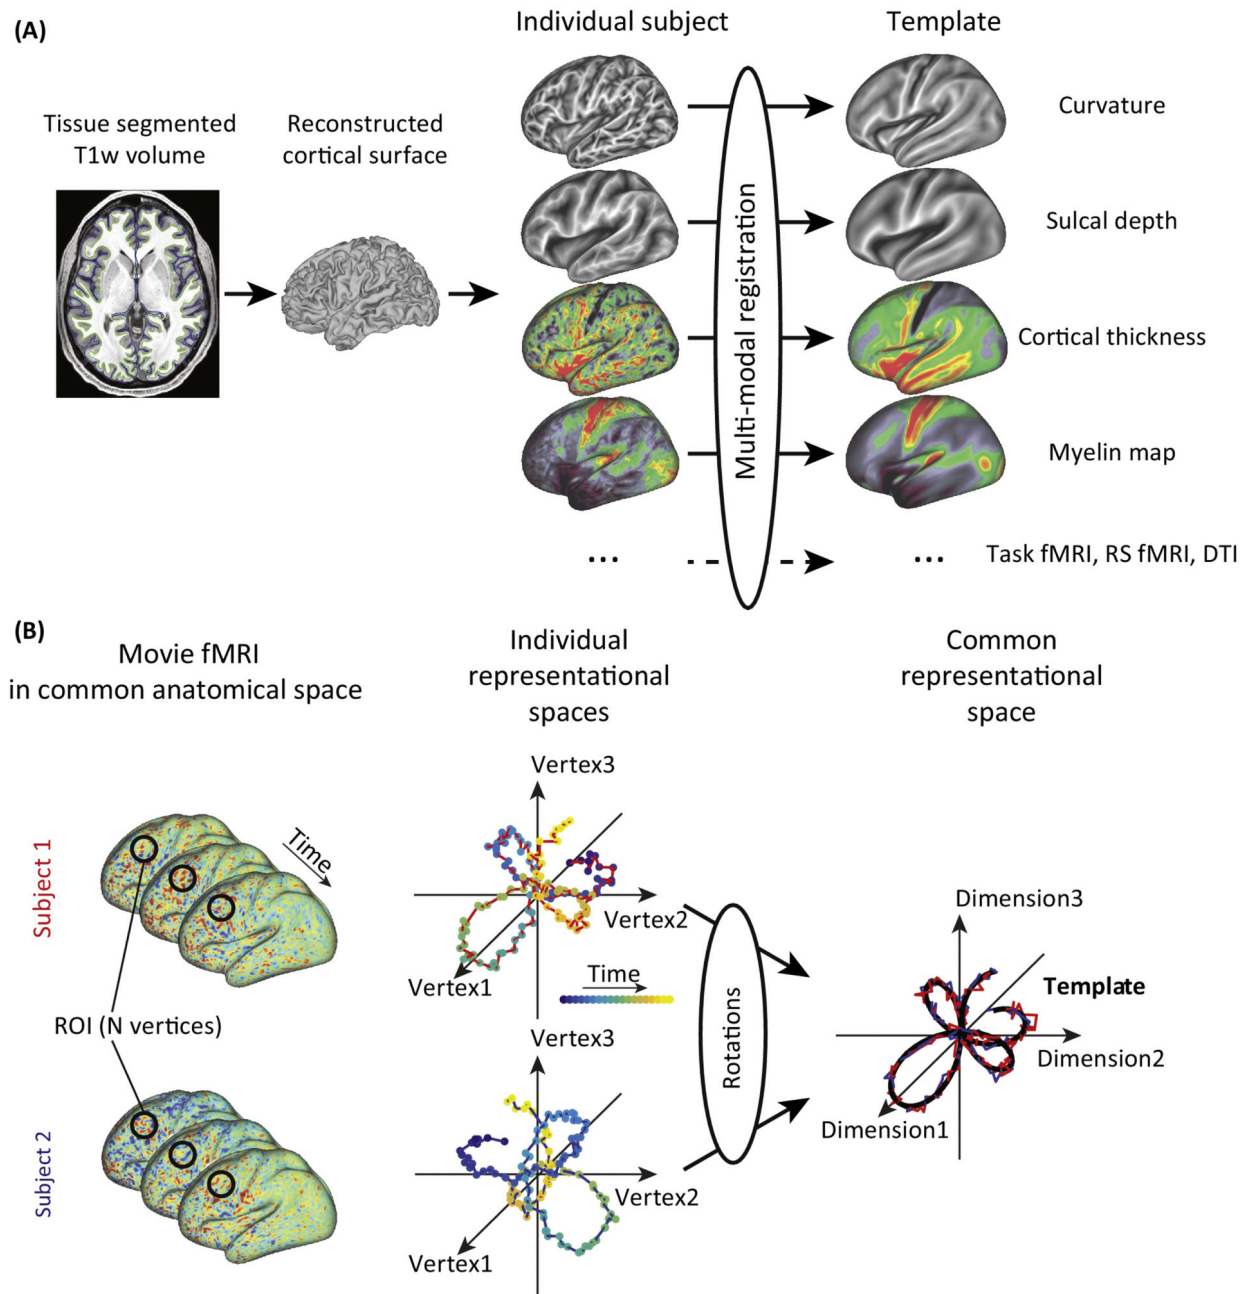 (A)
Individual subject
Template
Tissue segmented
T1w volume
Reconstructed
cortical surface
Curvature
Sulcal depth
Multi-modal registration
Cortical thickness
Myelin map
...
...
Task fMRI, RS fMRI, DTI
(B)
Movie fMRI
in common anatomical space
Individual
representational
spaces
Common
representational
space
Subject 1
Time
Vertex3
Vertex2
Vertex1
Time
ROI (N vertices)
Rotations
Dimension3
Template
Dimension2
Dimension1
Subject 2
Vertex3
Vertex2
Vertex1